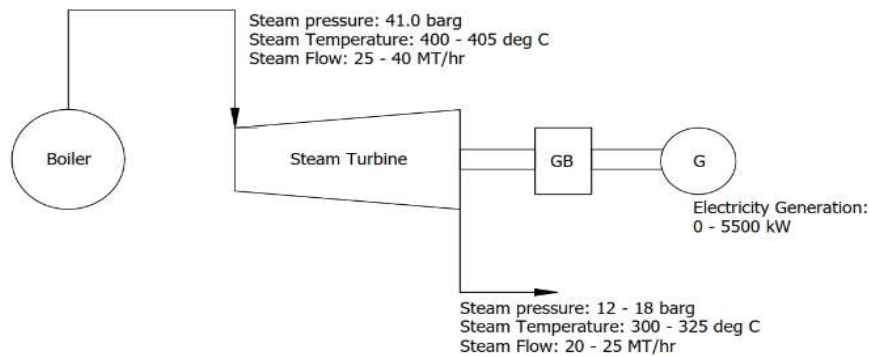 Steam pressure: 41.0 barg
Steam Temperature: 400 - 405 deg C
Steam Flow: 25 - 40 MT/hr
Boiler
Steam Turbine
GB
G
Electricity Generation:
0 - 5500 kW
Steam pressure: 12 - 18 barg
Steam Temperature: 300 - 325 deg C
Steam Flow: 20 - 25 MT/hr